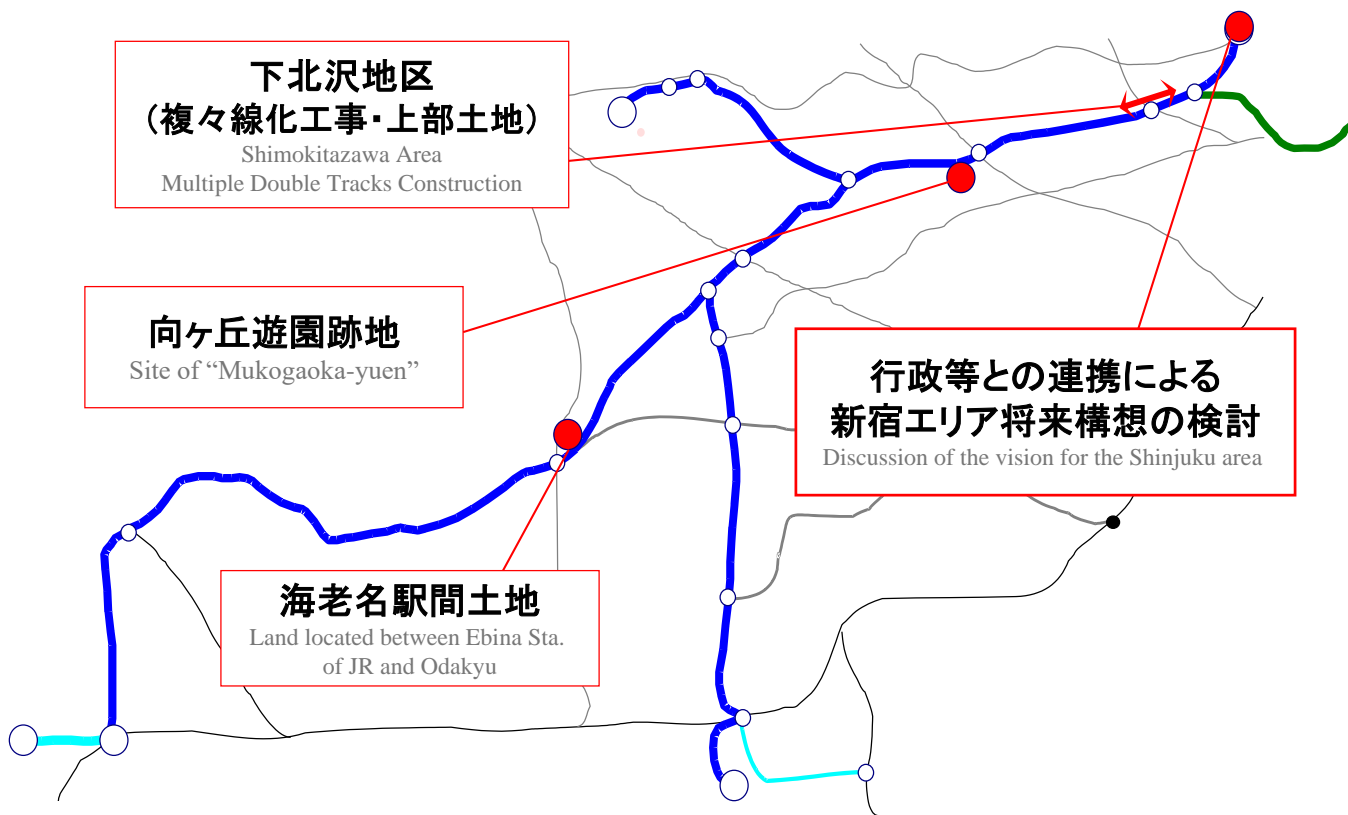 下北沢地区
（複々線化工事・上部土地）
Shimokitazawa Area
Multiple Double Tracks Construction
向ヶ丘遊園跡地
Site of “Mukogaoka-yuen”
行政等との連携による
新宿エリア将来構想の検討
Discussion of the vision for the Shinjuku area
海老名駅間土地
Land located between Ebina Sta.
of JR and Odakyu